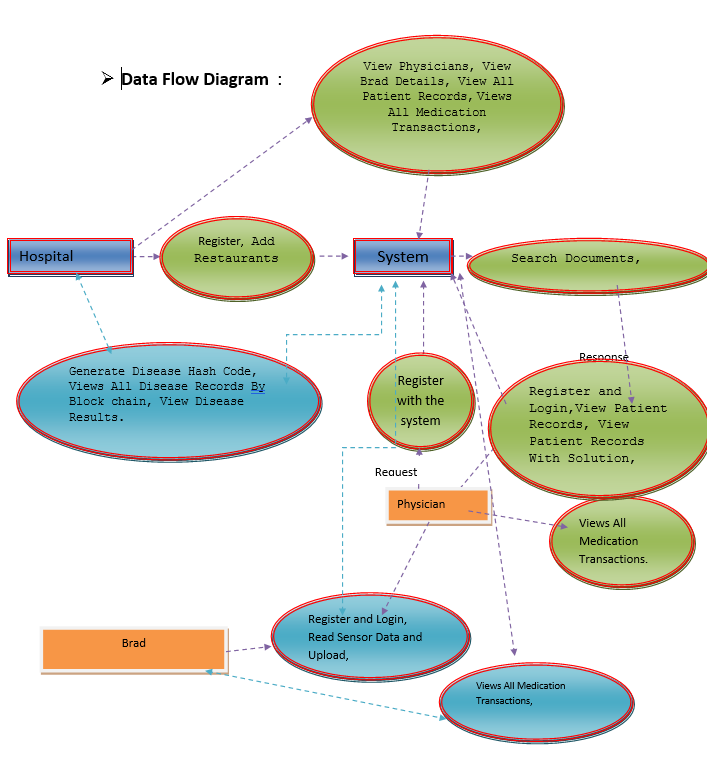 View Physicians, View
Brad Details, View All
Patient Records, Views
All Medication
Transactions,
➢ Data Flow Diagram :
Hospital
Register, Add
Restaurants
System
Search Documents,
Response
Generate Disease Hash Code,
Views All Disease Records By
Block chain, View Disease
Results.
Register
with the
system
Register and
Login,View Patient
Records, View
Patient Records
With Solution,
Request
Physician
Views All
Medication
Transactions.
Register and Login,
Read Sensor Data and
Upload,
Brad
Views All Medication
Transactions,